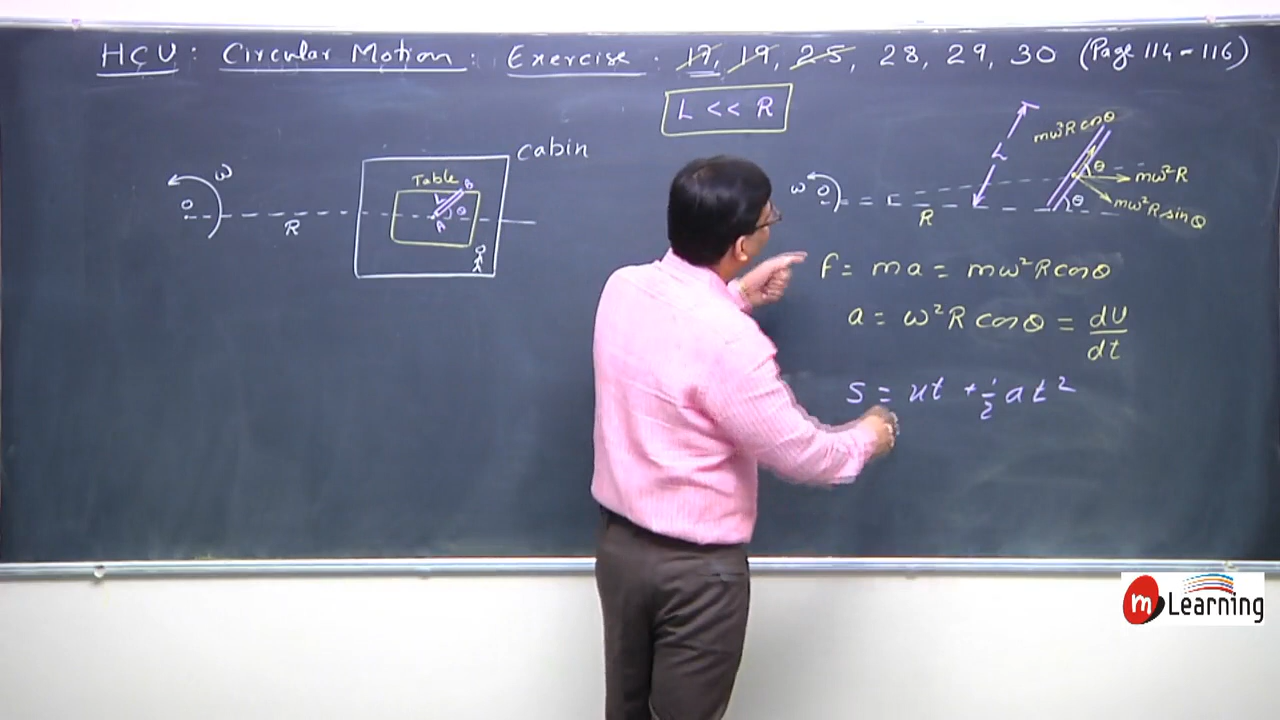 HCV : Circular Motion : Exercise : 17, 19, 25, 28, 29, 30 (Page 114 - 116)
L << R
cabin
ω
O
R
Table
B
L
θ
A
ω
O
R
L
mω²R cosθ
θ
mω²R
θ
mω²R sinθ
f = ma = mω²R cosθ
a = ω²R cosθ = dv/dt
s = ut + ½ at²
m Learning